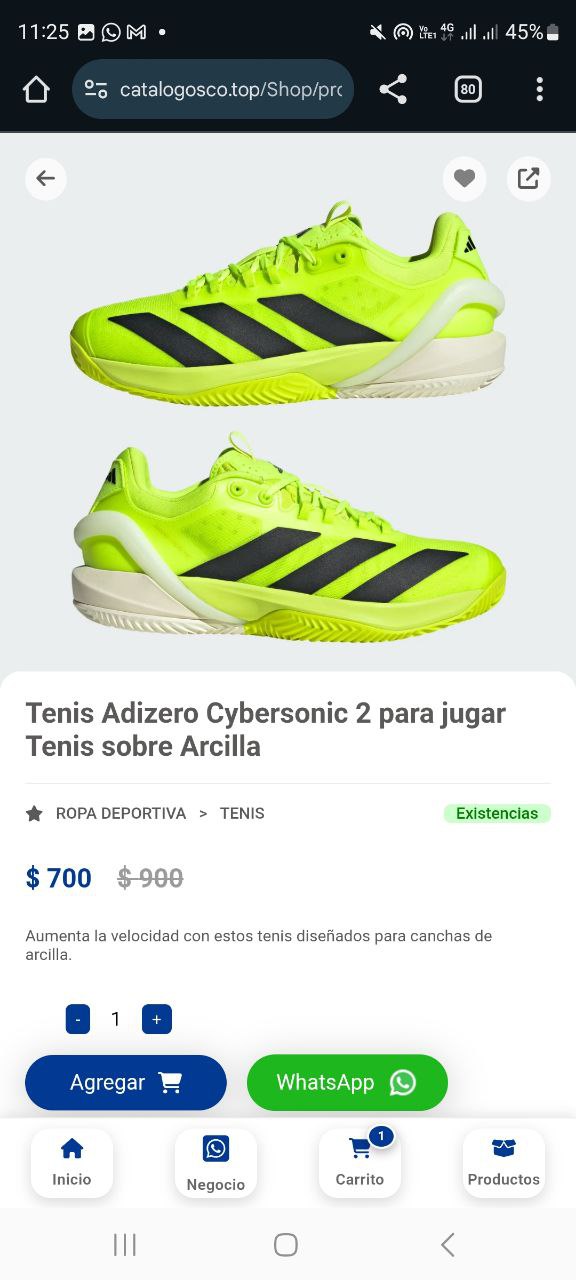 11:25
Vo LTE1 4G 45%
catalogosco.top/Shop/pro
80
Tenis Adizero Cybersonic 2 para jugar
Tenis sobre Arcilla
ROPA DEPORTIVA > TENIS Existencias
$ 700 $ 900
Aumenta la velocidad con estos tenis diseñados para canchas de
arcilla.
- 1 +
Agregar WhatsApp
1
Inicio Negocio Carrito Productos